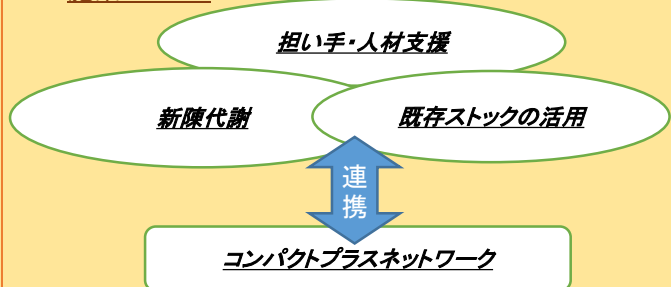 担い手・人材支援
新陳代謝
既存ストックの活用
連携
コンパクトプラスネットワーク